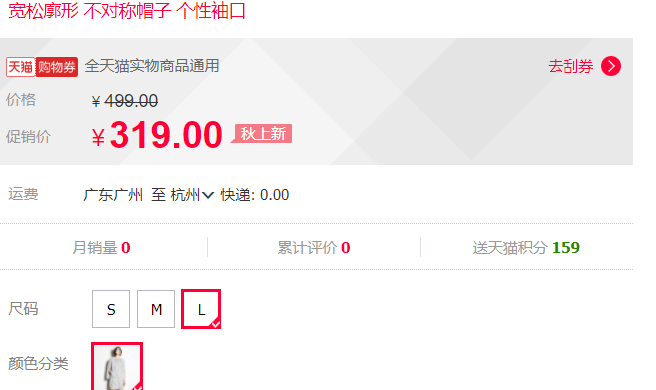 宽松廓形 不对称帽子 个性袖口
天猫 购物券 全天猫实物商品通用 去刮券
价格 ¥ 499.00
促销价 ¥ 319.00 秋上新
运费 广东广州 至 杭州 快递: 0.00
月销量 0 累计评价 0 送天猫积分 159
尺码 S M L
颜色分类